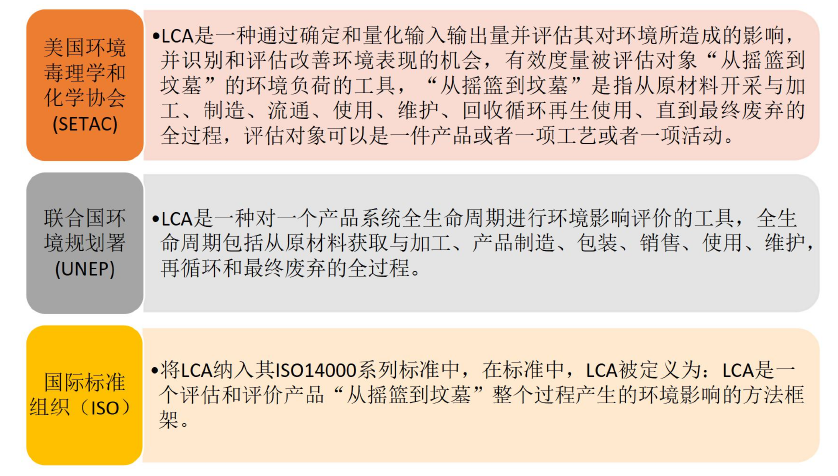 美国环境
毒理学和
化学协会
(SETAC)
•LCA是一种通过确定和量化输入输出量并评估其对环境所造成的影响，
并识别和评估改善环境表现的机会，有效度量被评估对象“从摇篮到
坟墓”的环境负荷的工具，“从摇篮到坟墓”是指从原材料开采与加
工、制造、流通、使用、维护、回收循环再生使用、直到最终废弃的
全过程，评估对象可以是一件产品或者一项工艺或者一项活动。
联合国环
境规划署
(UNEP)
•LCA是一种对一个产品系统全生命周期进行环境影响评价的工具，全生
命周期包括从原材料获取与加工、产品制造、包装、销售、使用、维护，
再循环和最终废弃的全过程。
国际标准
组织（ISO）
•将LCA纳入其ISO14000系列标准中，在标准中，LCA被定义为：LCA是一
个评估和评价产品“从摇篮到坟墓”整个过程产生的环境影响的方法框
架。